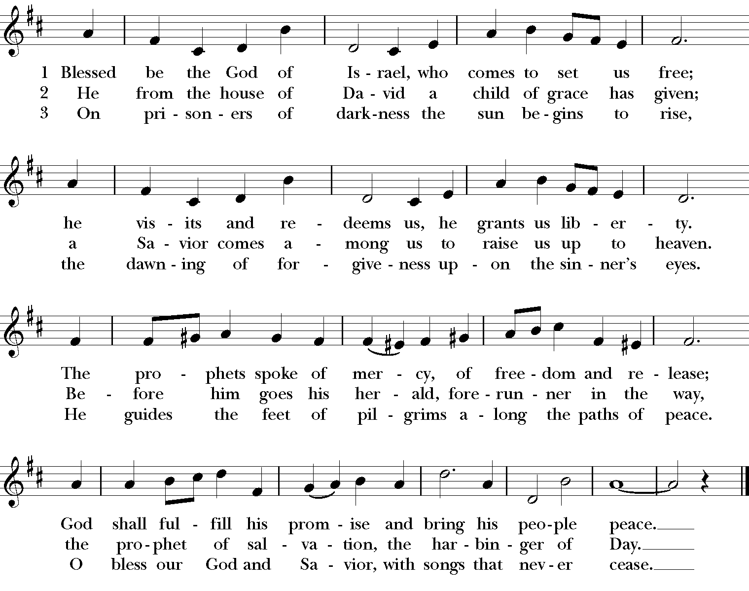 1 Blessed be the God of Is - rael, who comes to set us free;
2 He from the house of Da - vid a child of grace has given;
3 On pri - son - ers of dark - ness the sun be - gins to rise,
he vis - its and re - deems us, he grants us lib - er - ty.
a Sa - vior comes a - mong us to raise us up to heaven.
the dawn - ing of for - give - ness up - on the sin - ner's eyes.
The pro - phets spoke of mer - cy, of free - dom and re - lease;
Be - fore him goes his her - ald, fore - run - ner in the way,
He guides the feet of pil - grims a - long the paths of peace.
God shall ful - fill his prom - ise and bring his peo - ple peace.
the pro - phet of sal - va - tion, the har - bin - ger of Day.
O bless our God and Sa - vior, with songs that nev - er cease.